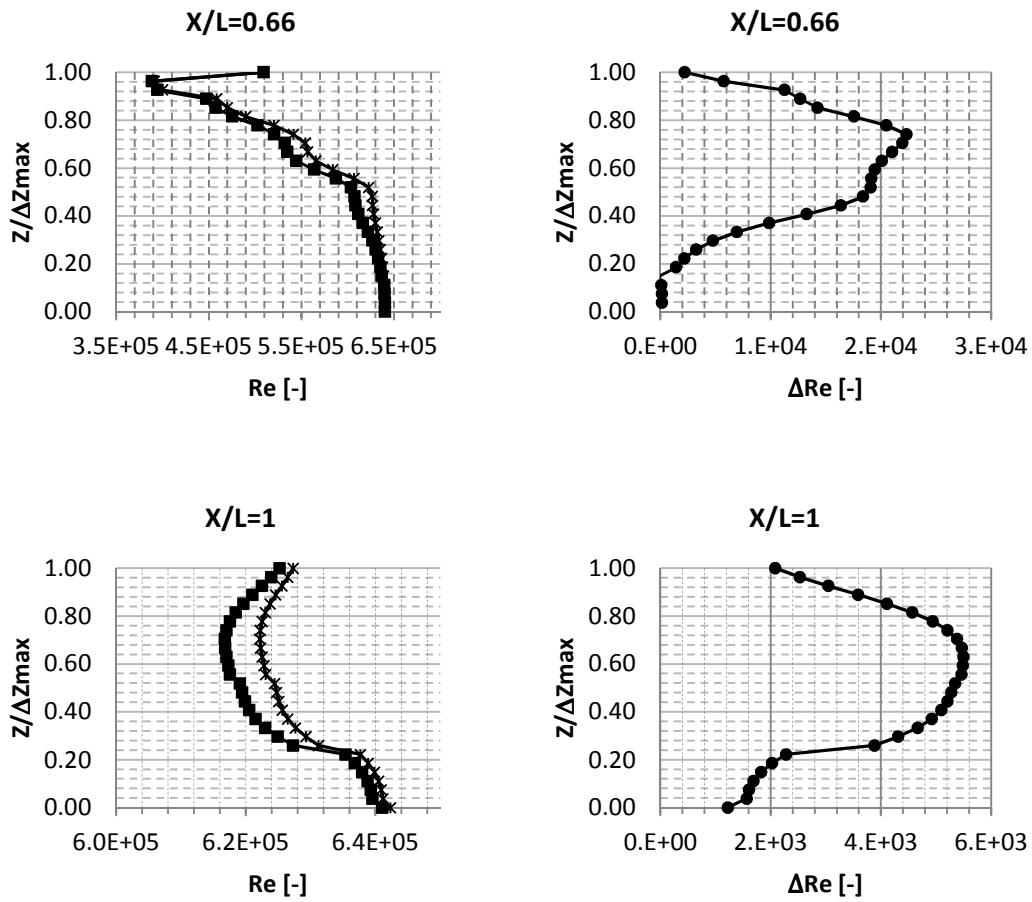 X/L=0.66
Z/ΔZmax
1.00
0.80
0.60
0.40
0.20
0.00
3.5E+05 4.5E+05 5.5E+05 6.5E+05
Re [-]
X/L=0.66
Z/ΔZmax
1.00
0.80
0.60
0.40
0.20
0.00
0.E+00 1.E+04 2.E+04 3.E+04
ΔRe [-]
X/L=1
Z/ΔZmax
1.00
0.80
0.60
0.40
0.20
0.00
6.0E+05 6.2E+05 6.4E+05
Re [-]
X/L=1
Z/ΔZmax
1.00
0.80
0.60
0.40
0.20
0.00
0.E+00 2.E+03 4.E+03 6.E+03
ΔRe [-]